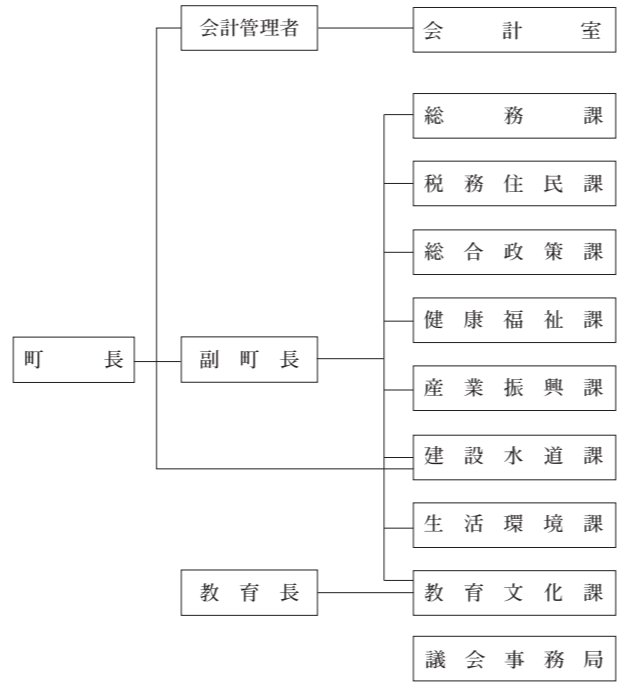 会計管理者
会計室
総務課
税務住民課
総合政策課
健康福祉課
町長
副町長
産業振興課
建設水道課
生活環境課
教育長
教育文化課
議会事務局